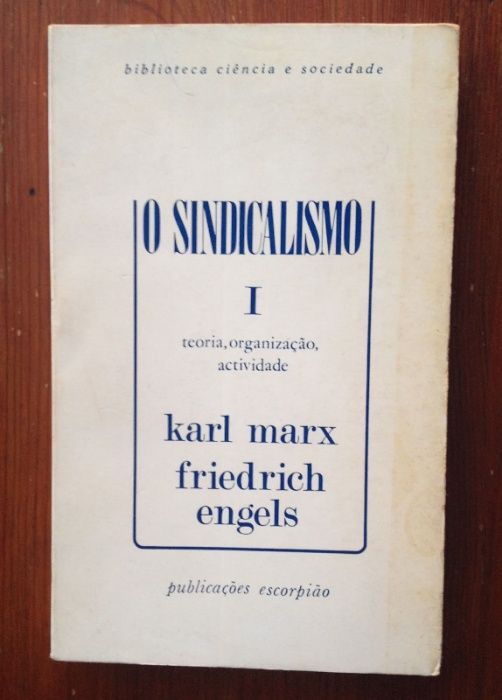 biblioteca ciência e sociedade
O SINDICALISMO
I
teoria, organização,
actividade
karl marx
friedrich
engels
publicações escorpião